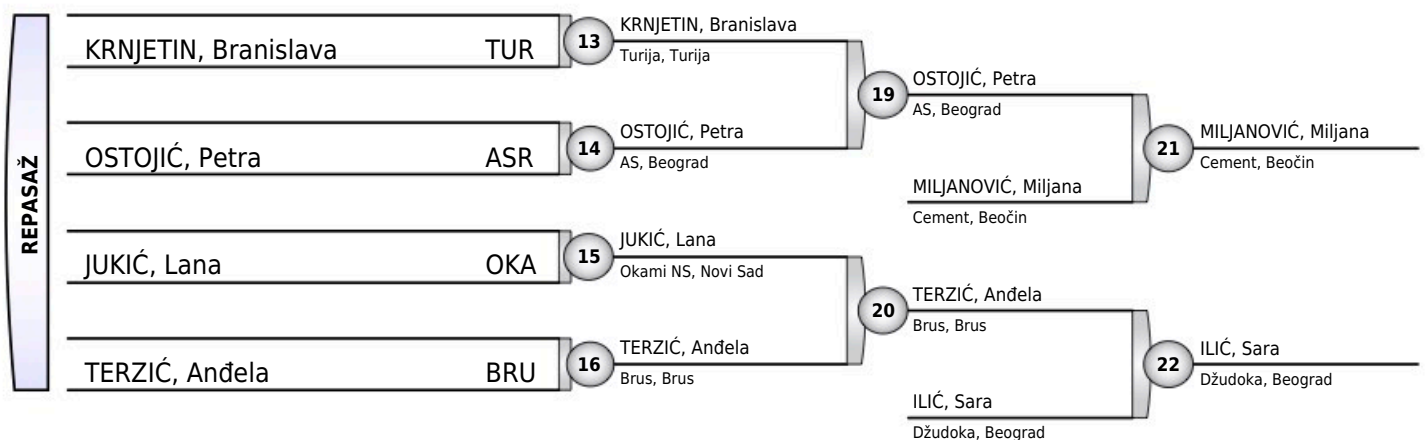 REPASAŽ
KRNJETIN, Branislava TUR
OSTOJIĆ, Petra ASR
JUKIĆ, Lana OKA
TERZIĆ, Anđela BRU
13
KRNJETIN, Branislava
Turija, Turija
14
OSTOJIĆ, Petra
AS, Beograd
15
JUKIĆ, Lana
Okami NS, Novi Sad
16
TERZIĆ, Anđela
Brus, Brus
19
OSTOJIĆ, Petra
AS, Beograd
MILJANOVIĆ, Miljana
Cement, Beočin
20
TERZIĆ, Anđela
Brus, Brus
ILIĆ, Sara
Džudoka, Beograd
21
MILJANOVIĆ, Miljana
Cement, Beočin
22
ILIĆ, Sara
Džudoka, Beograd